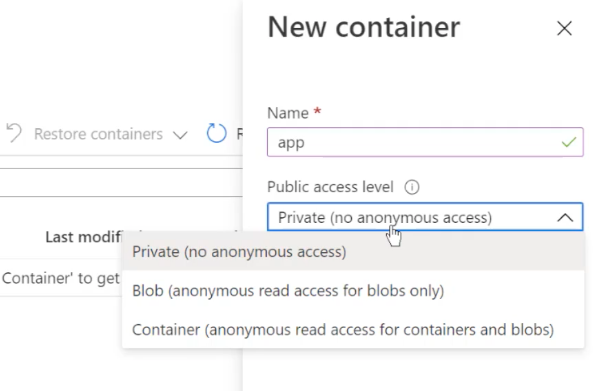 New container
Name *
Restore containers
app
Public access level
Private (no anonymous access)
Last modifi
Private (no anonymous access)
Container' to get
Blob (anonymous read access for blobs only)
Container (anonymous read access for containers and blobs)